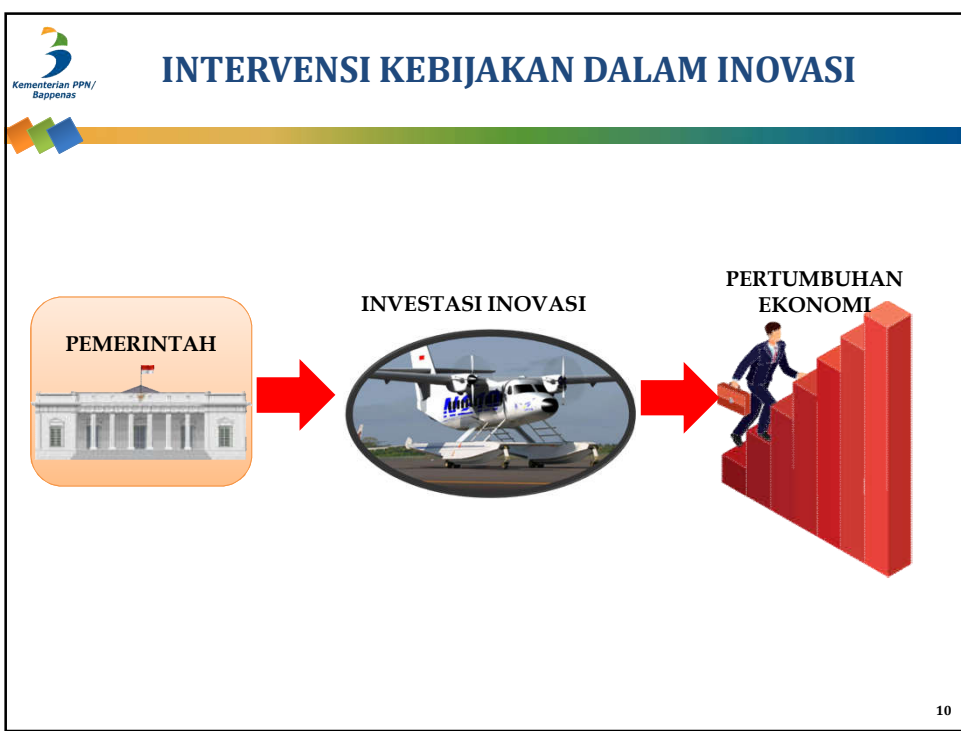 Kementerian PPN/
Bappenas
INTERVENSI KEBIJAKAN DALAM INOVASI
PEMERINTAH
INVESTASI INOVASI
PERTUMBUHAN
EKONOMI
10